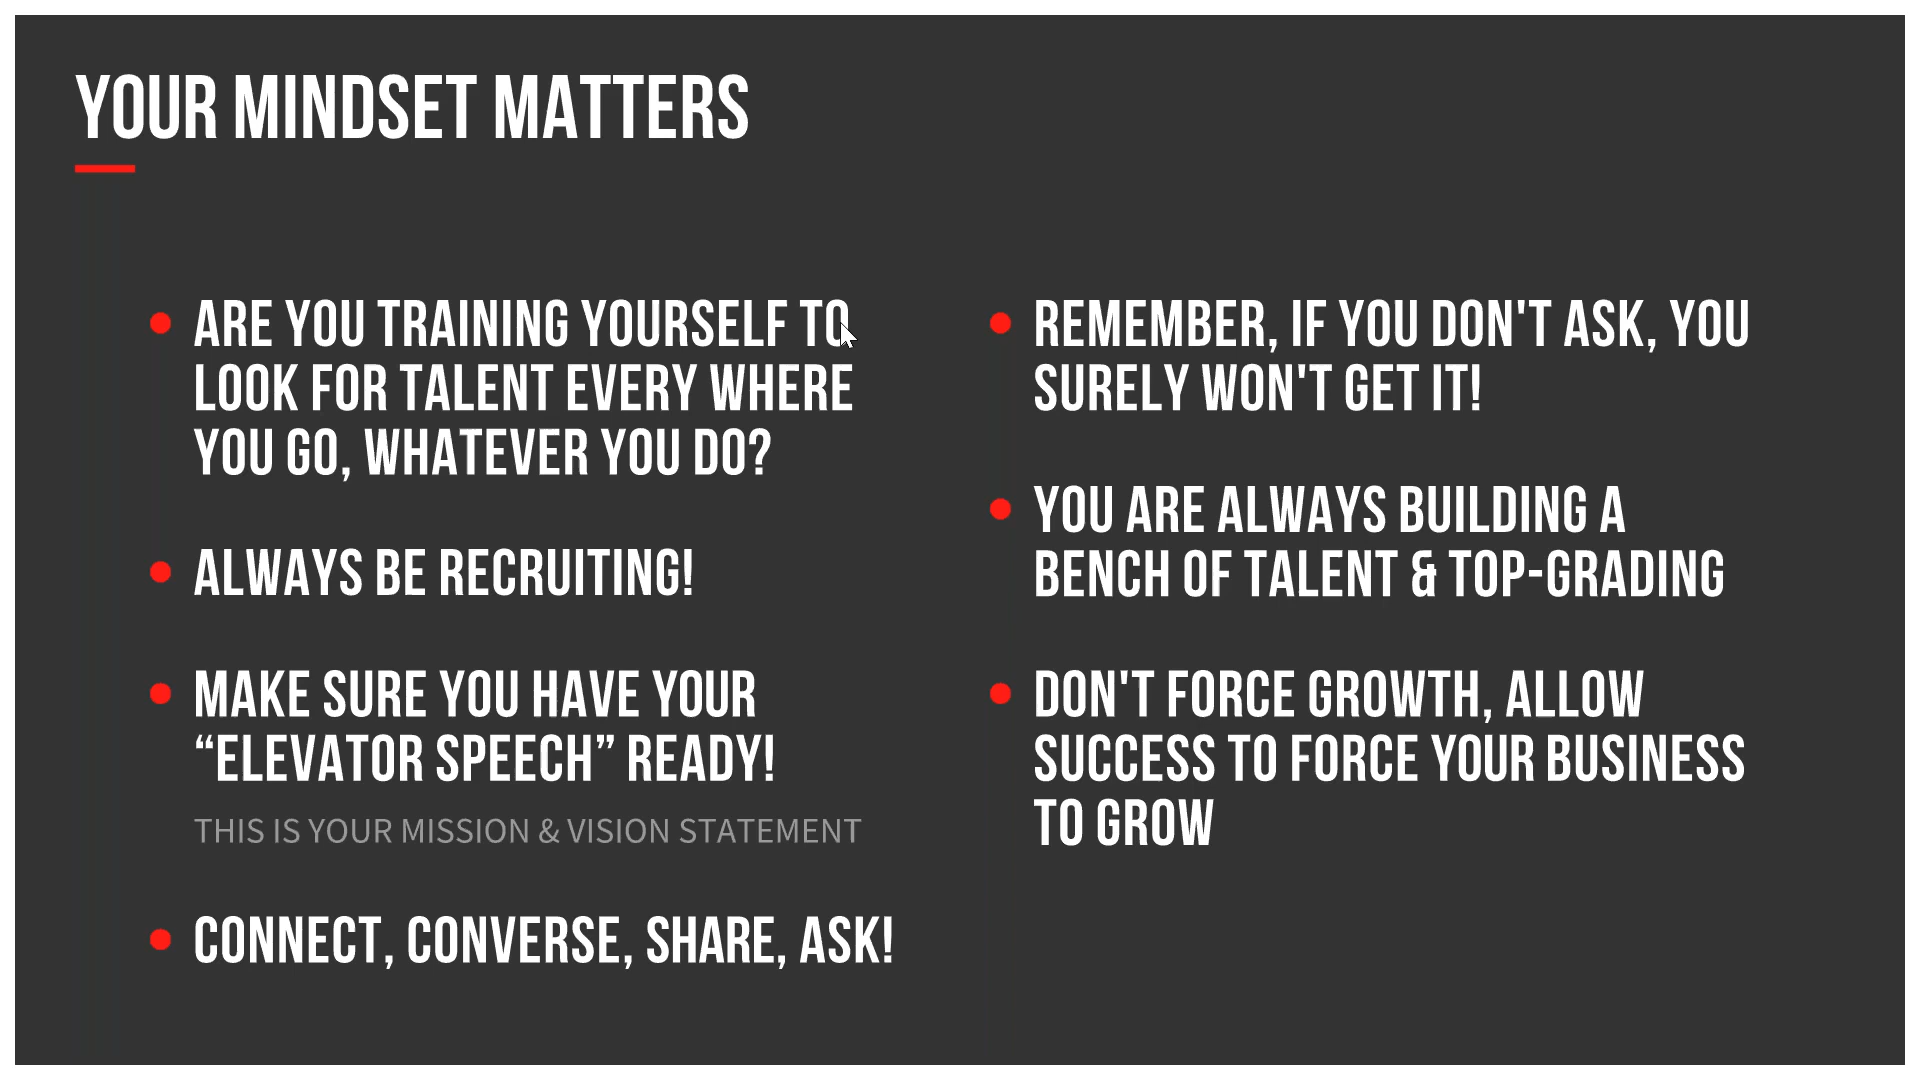 YOUR MINDSET MATTERS
ARE YOU TRAINING YOURSELF TO
LOOK FOR TALENT EVERY WHERE
YOU GO, WHATEVER YOU DO?
ALWAYS BE RECRUITING!
MAKE SURE YOU HAVE YOUR
“ELEVATOR SPEECH” READY!
THIS IS YOUR MISSION & VISION STATEMENT
CONNECT, CONVERSE, SHARE, ASK!
REMEMBER, IF YOU DON'T ASK, YOU
SURELY WON'T GET IT!
YOU ARE ALWAYS BUILDING A
BENCH OF TALENT & TOP-GRADING
DON'T FORCE GROWTH, ALLOW
SUCCESS TO FORCE YOUR BUSINESS
TO GROW